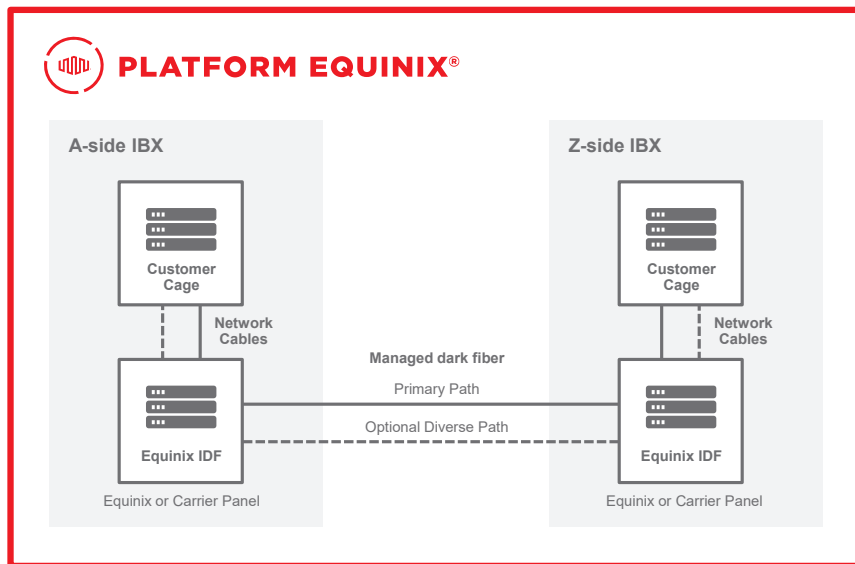 PLATFORM EQUINIX®
A-side IBX
Customer
Cage
Network
Cables
Equinix IDF
Equinix or Carrier Panel
Managed dark fiber
Primary Path
Optional Diverse Path
Z-side IBX
Customer
Cage
Network
Cables
Equinix IDF
Equinix or Carrier Panel